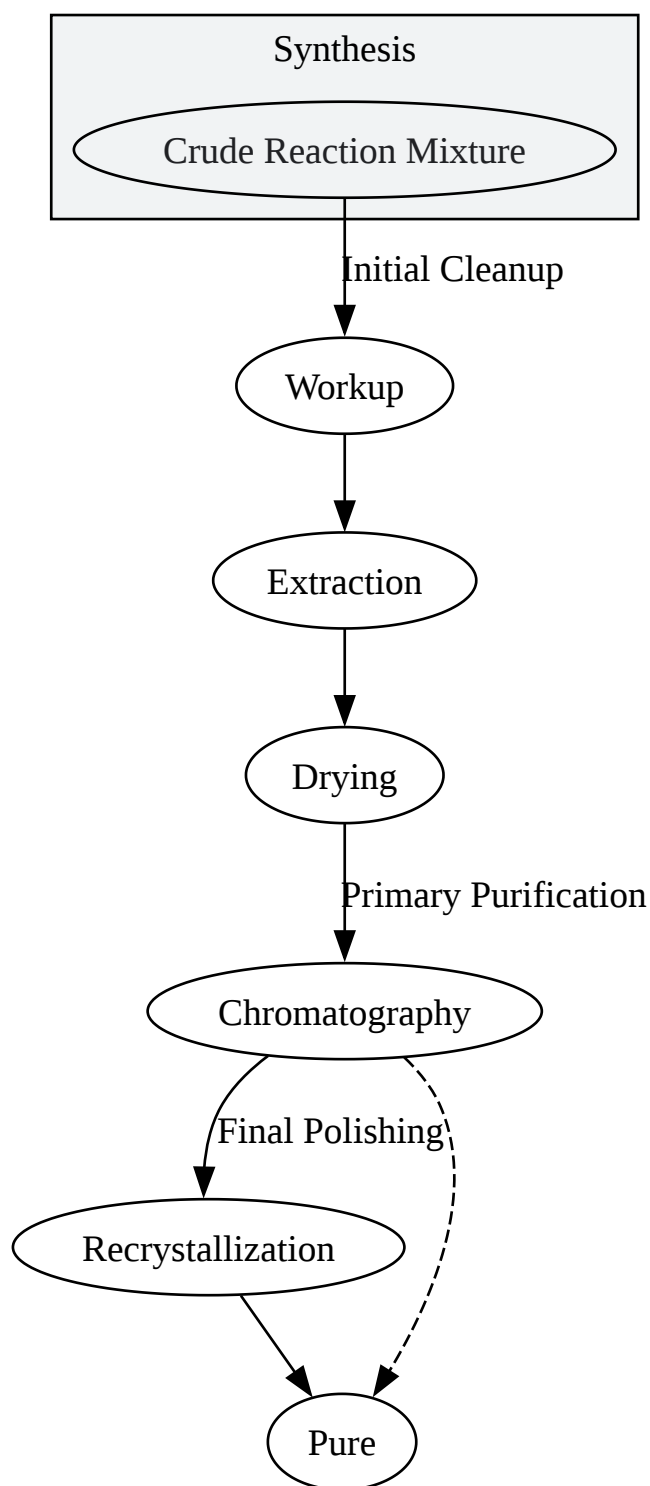 Synthesis
Crude Reaction Mixture
Initial Cleanup
Workup
Extraction
Drying
Primary Purification
Chromatography
Final Polishing
Recrystallization
Pure